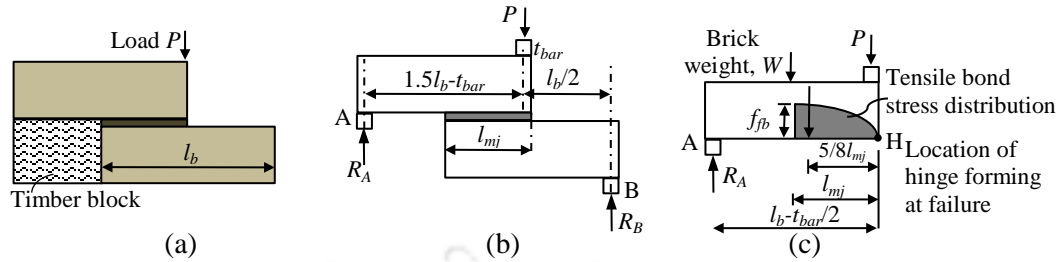 Load P
l_b
Timber block
(a)
P
t_bar
1.5l_b-t_bar
l_b/2
A
l_mj
R_A
B
R_B
(b)
Brick
weight, W
P
Tensile bond
stress distribution
f_fb
A
H
Location of
hinge forming
at failure
5/8l_mj
R_A
l_mj
l_b-t_bar/2
(c)